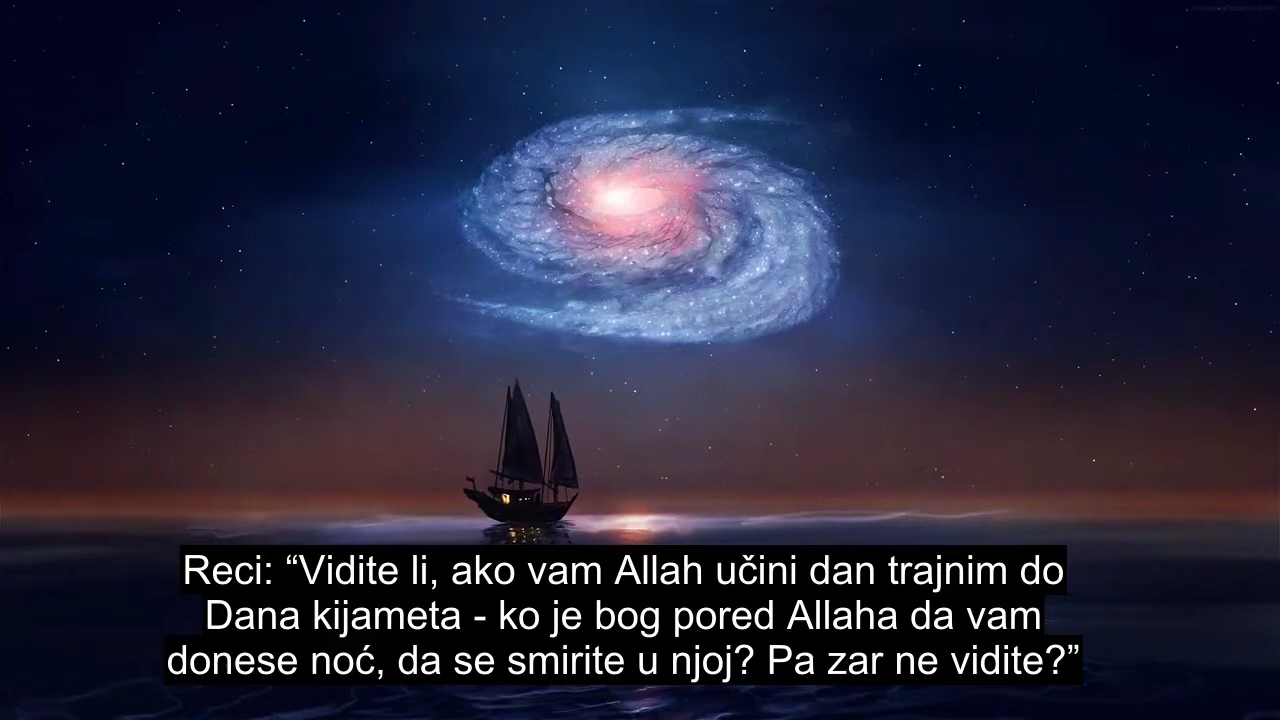 Reci: “Vidite li, ako vam Allah učini dan trajnim do
Dana kijameta - ko je bog pored Allaha da vam
donese noć, da se smirite u njoj? Pa zar ne vidite?”